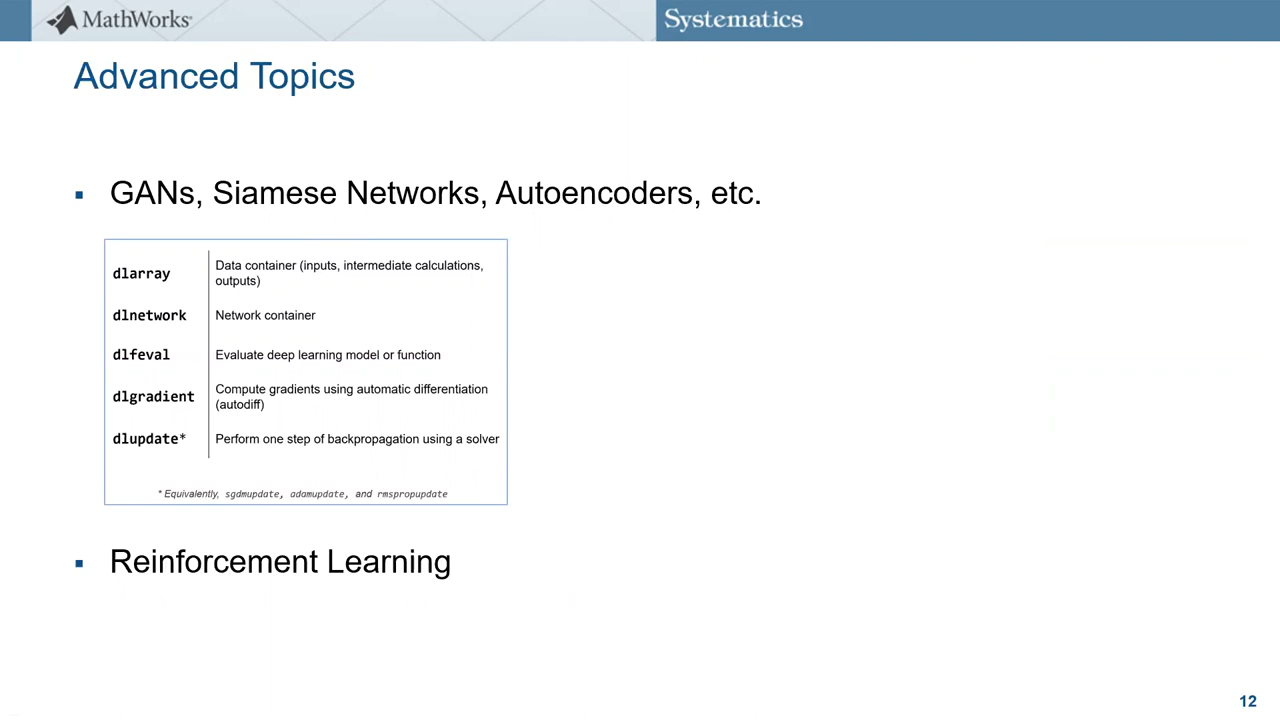 MathWorks®
Systematics
Advanced Topics
▪ GANs, Siamese Networks, Autoencoders, etc.
dlarray Data container (inputs, intermediate calculations,
outputs)
dlnetwork Network container
dlfeval Evaluate deep learning model or function
dlgradient Compute gradients using automatic differentiation
(autodiff)
dlupdate* Perform one step of backpropagation using a solver
* Equivalently, sgdmupdate, adamupdate, and rmspropupdate
▪ Reinforcement Learning
12